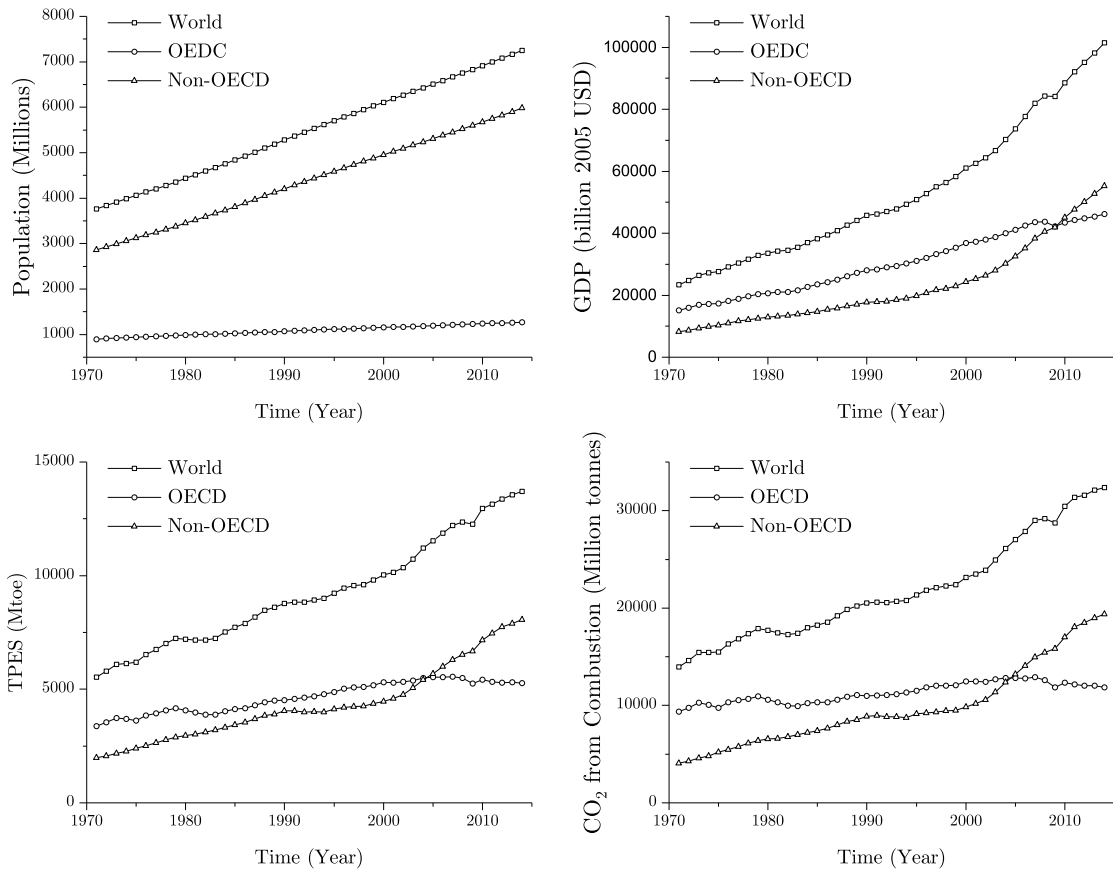 World
OEDC
Non-OECD
Population (Millions)
8000
7000
6000
5000
4000
3000
2000
1000
1970
1980
1990
2000
2010
Time (Year)
World
OEDC
Non-OECD
GDP (billion 2005 USD)
100000
80000
60000
40000
20000
0
1970
1980
1990
2000
2010
Time (Year)
World
OECD
Non-OECD
TPES (Mtoe)
15000
10000
5000
0
1970
1980
1990
2000
2010
Time (Year)
World
OECD
Non-OECD
CO₂ from Combustion (Million tonnes)
30000
20000
10000
0
1970
1980
1990
2000
2010
Time (Year)